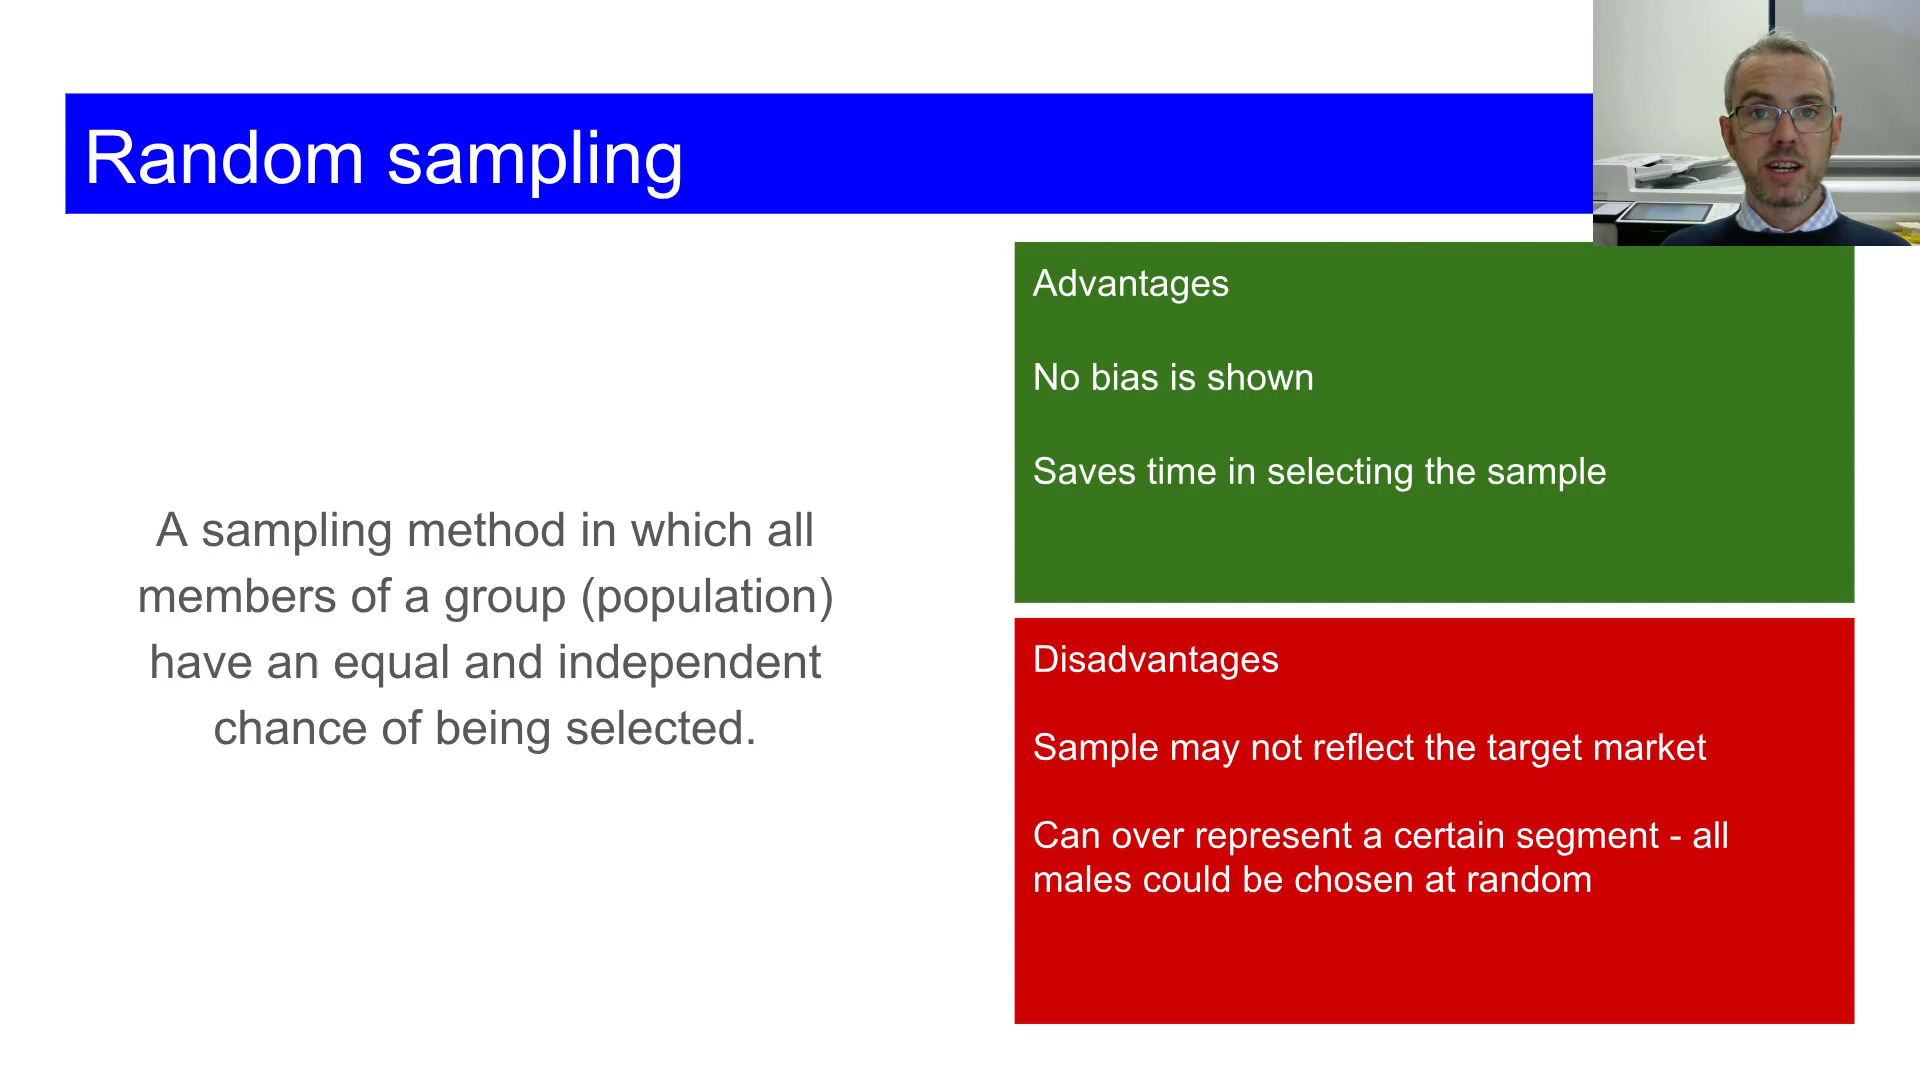 Random sampling
A sampling method in which all
members of a group (population)
have an equal and independent
chance of being selected.
Advantages
No bias is shown
Saves time in selecting the sample
Disadvantages
Sample may not reflect the target market
Can over represent a certain segment - all
males could be chosen at random